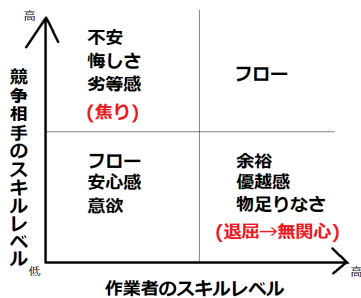 高
競争相手のスキルレベル
不安
悔しさ
劣等感
(焦り)
フロー
フロー
安心感
意欲
余裕
優越感
物足りなさ
(退屈→無関心)
低
高
作業者のスキルレベル